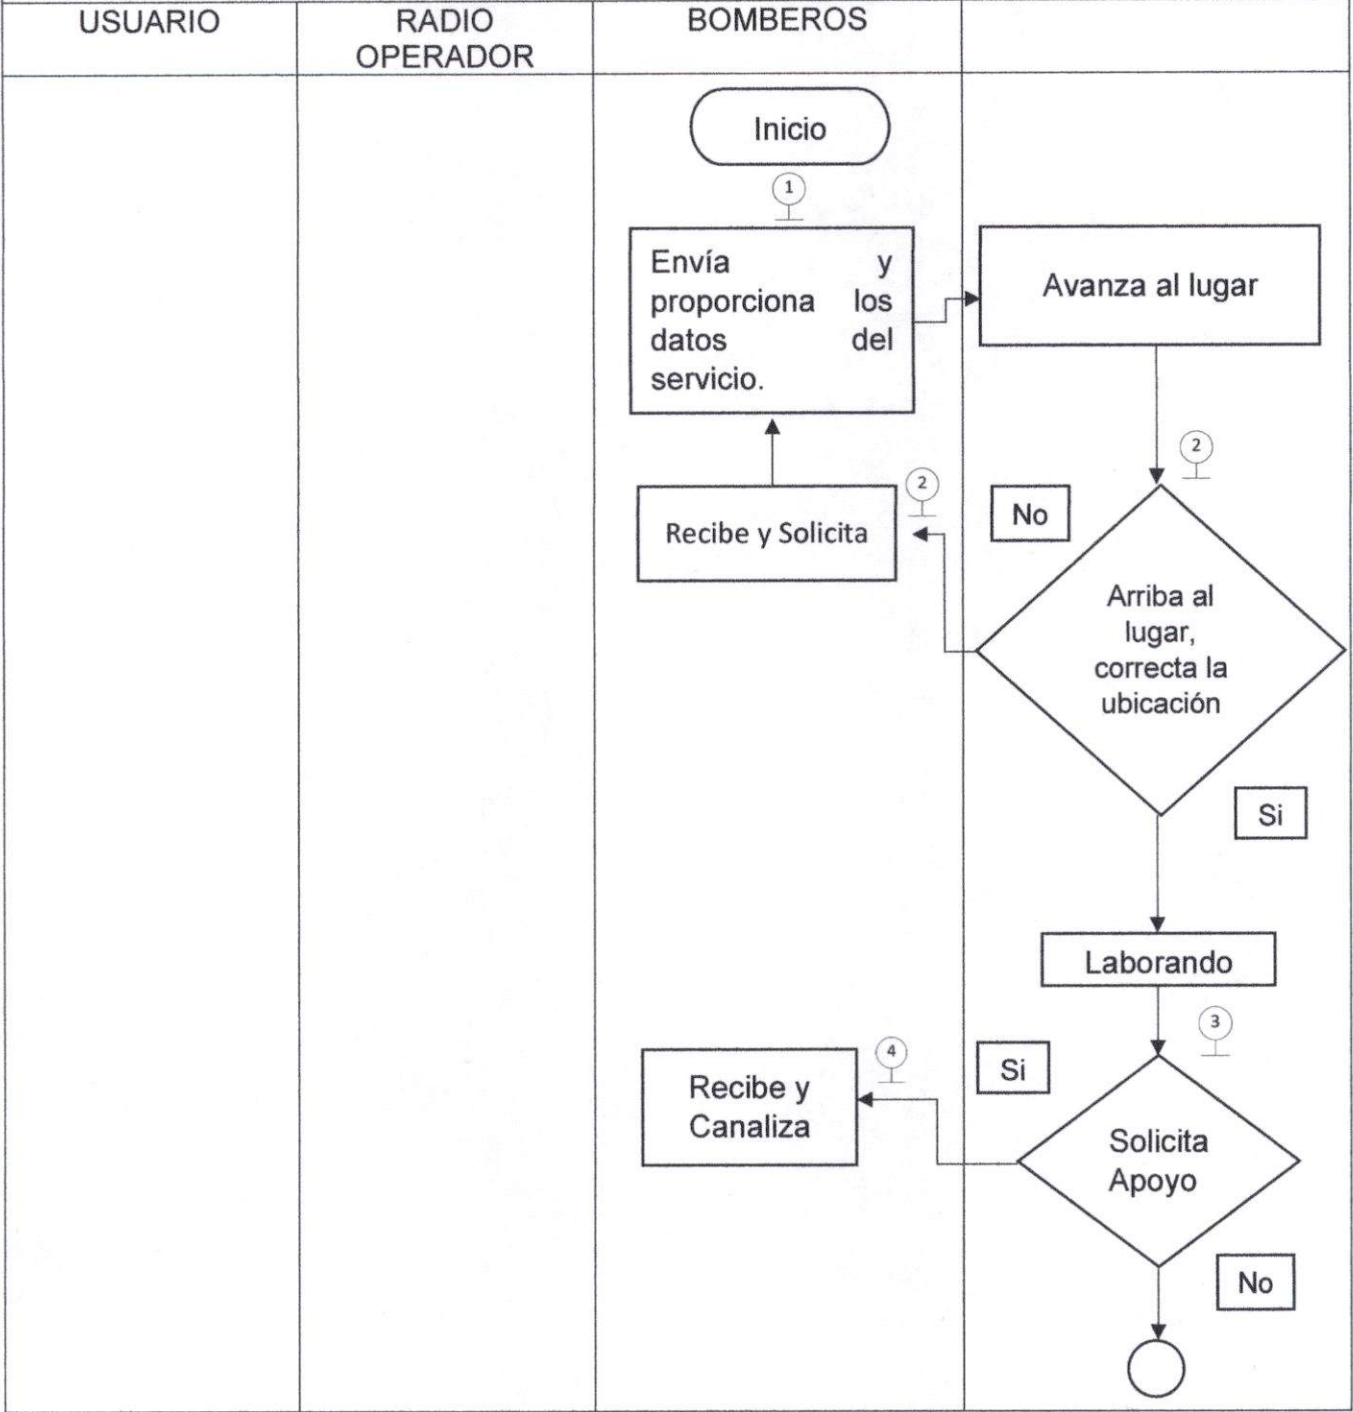 USUARIO
RADIO
OPERADOR
BOMBEROS
Inicio
1
Envía y
proporciona los
datos del
servicio.
Avanza al lugar
2
2
Recibe y Solicita
No
Arriba al
lugar,
correcta la
ubicación
Si
Laborando
3
4
Si
Recibe y
Canaliza
Solicita
Apoyo
No